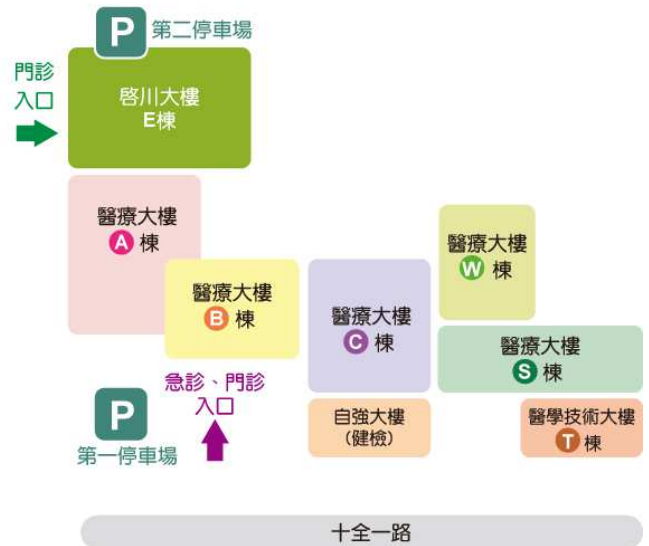 P 第二停車場
門診
入口
啓川大樓
E棟
醫療大樓
A 棟
醫療大樓
B 棟
醫療大樓
C 棟
醫療大樓
W 棟
醫療大樓
S 棟
急診、門診
入口
P
第一停車場
自強大樓
(健檢)
醫學技術大樓
T 棟
十全一路